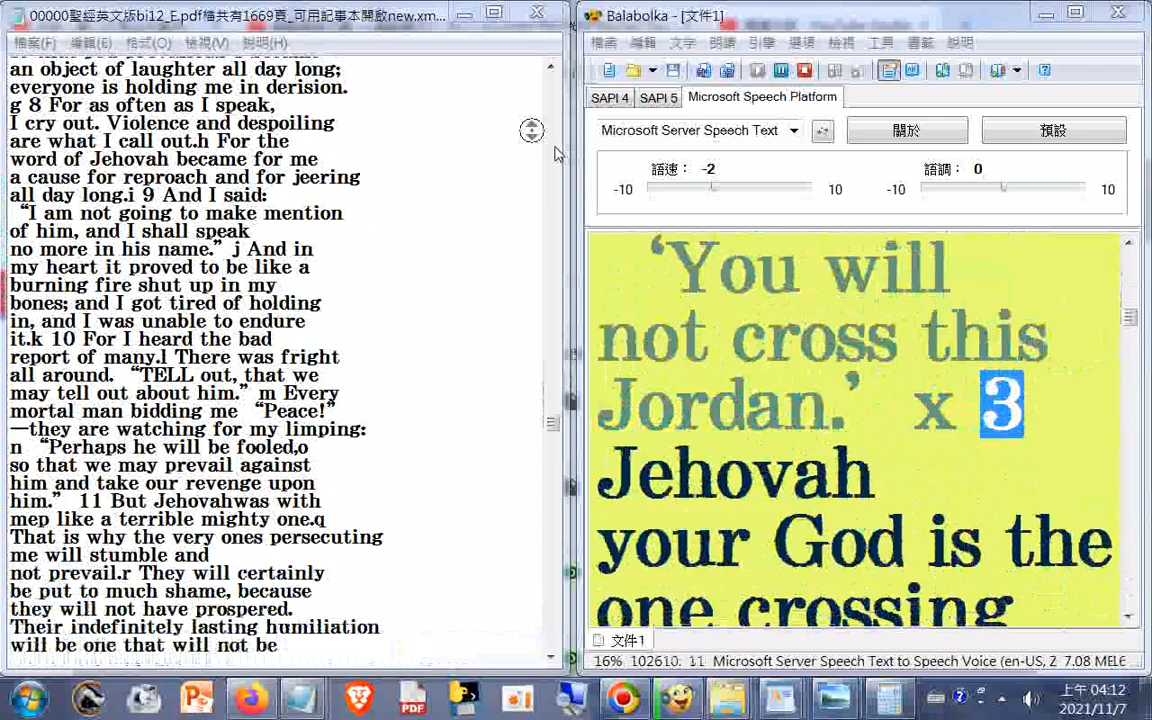 00000聖經英文版bi12_E.pdf檔共有1669頁_可用記事本開啟new.xm...
檔案(F) 編輯(E) 格式(O) 檢視(V) 說明(H)
an object of laughter all day long;
everyone is holding me in derision.
g 8 For as often as I speak,
I cry out. Violence and despoiling
are what I call out.h For the
word of Jehovah became for me
a cause for reproach and for jeering
all day long.i 9 And I said:
“I am not going to make mention
of him, and I shall speak
no more in his name.” j And in
my heart it proved to be like a
burning fire shut up in my
bones; and I got tired of holding
in, and I was unable to endure
it.k 10 For I heard the bad
report of many.l There was fright
all around. “TELL out, that we
may tell out about him.” m Every
mortal man bidding me “Peace!”
—they are watching for my limping:
n “Perhaps he will be fooled,o
so that we may prevail against
him and take our revenge upon
him.” 11 But Jehovahwas with
mep like a terrible mighty one.q
That is why the very ones persecuting
me will stumble and
not prevail.r They will certainly
be put to much shame, because
they will not have prospered.
Their indefinitely lasting humiliation
will be one that will not be
Balabolka - [文件1]
檔案 編輯 文字 朗讀 引擎 選項 檢視 工具 書籤 說明
SAPI 4 SAPI 5 Microsoft Speech Platform
Microsoft Server Speech Text 關於 預設
語速： -2 語調： 0
-10 10 -10 10
‘You will
not cross this
Jordan.’ x 3
Jehovah
your God is the
one crossing
文件1
16% 102610. 11 Microsoft Server Speech Text to Speech Voice (en-US, Z 7.08 МЕБ
PDF
上午 04:12
2021/11/7